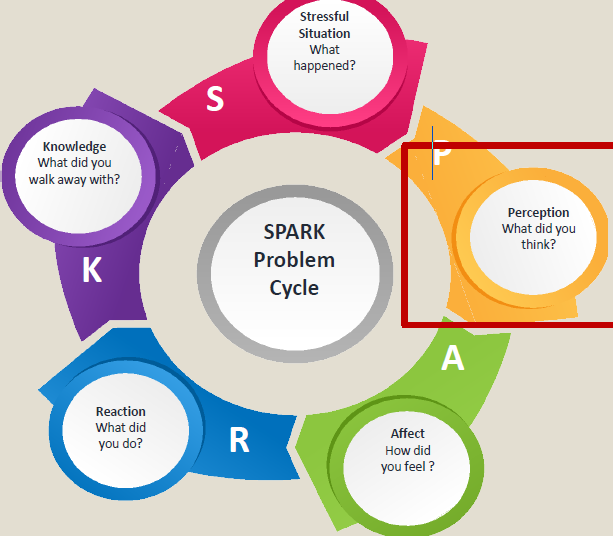 S
Stressful
Situation
What
happened?
P
Perception
What did you
think?
A
Affect
How did
you feel ?
R
Reaction
What did
you do?
K
Knowledge
What did you
walk away with?
SPARK
Problem
Cycle